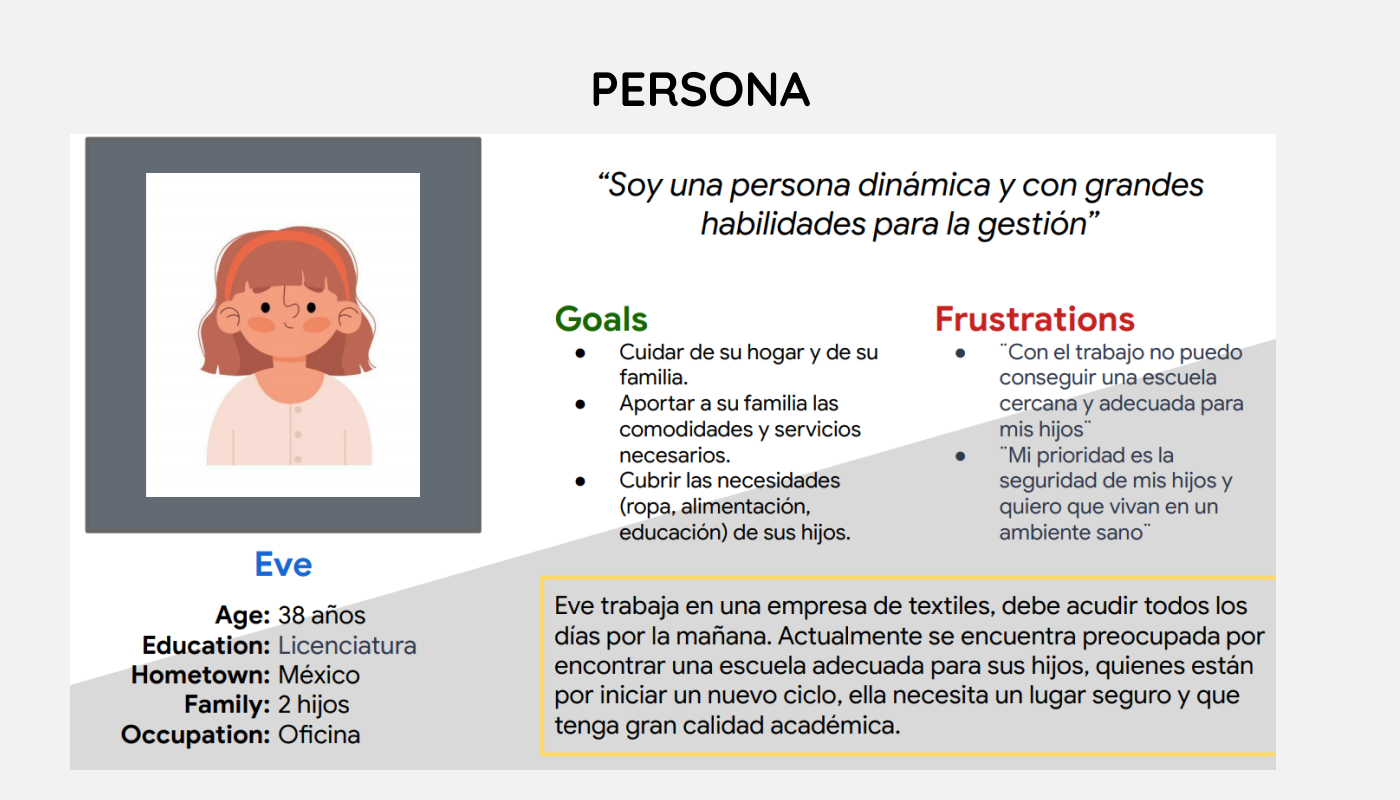 PERSONA
“Soy una persona dinámica y con grandes
habilidades para la gestión”
Goals
● Cuidar de su hogar y de su
familia.
● Aportar a su familia las
comodidades y servicios
necesarios.
● Cubrir las necesidades
(ropa, alimentación,
educación) de sus hijos.
Frustrations
● ¨Con el trabajo no puedo
conseguir una escuela
cercana y adecuada para
mis hijos¨
● ¨Mi prioridad es la
seguridad de mis hijos y
quiero que vivan en un
ambiente sano¨
Eve
Age: 38 años
Education: Licenciatura
Hometown: México
Family: 2 hijos
Occupation: Oficina
Eve trabaja en una empresa de textiles, debe acudir todos los
días por la mañana. Actualmente se encuentra preocupada por
encontrar una escuela adecuada para sus hijos, quienes están
por iniciar un nuevo ciclo, ella necesita un lugar seguro y que
tenga gran calidad académica.